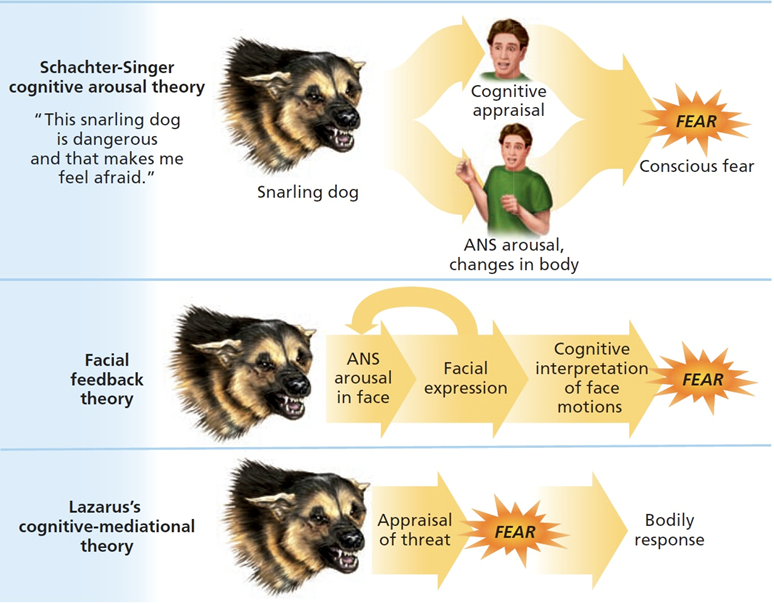 Schachter-Singer
cognitive arousal theory
“This snarling dog
is dangerous
and that makes me
feel afraid.”
Snarling dog
Cognitive
appraisal
ANS arousal,
changes in body
FEAR
Conscious fear
Facial
feedback
theory
ANS
arousal
in face
Facial
expression
Cognitive
interpretation
of face
motions
FEAR
Lazarus’s
cognitive-mediational
theory
Appraisal
of threat
FEAR
Bodily
response